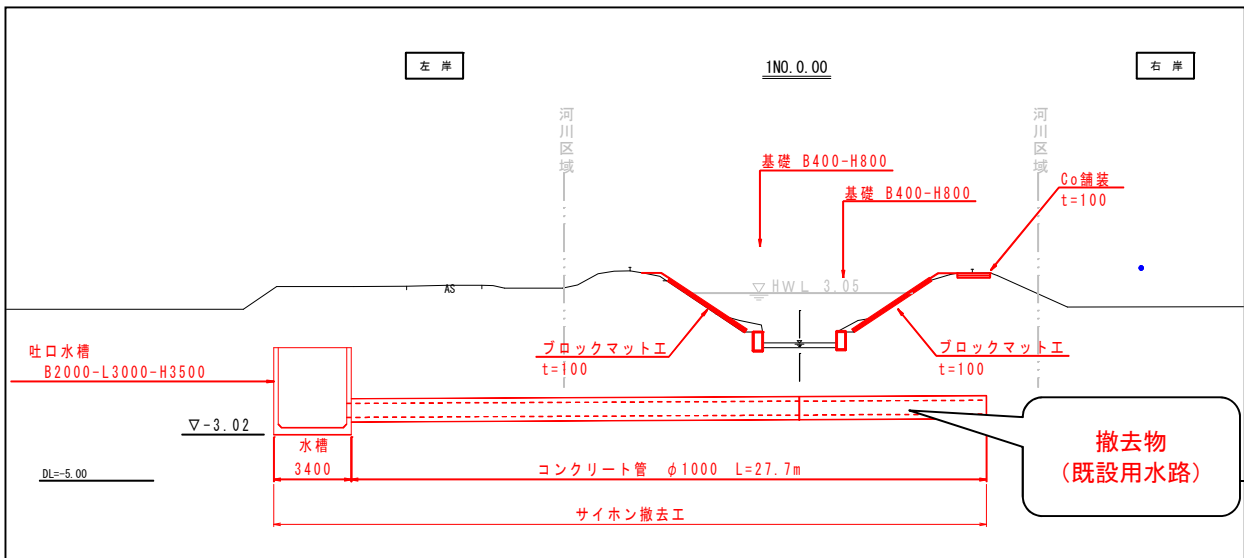 左 岸
1NO.0.00
右 岸
河川区域
河川区域
基礎 B400-H800
基礎 B400-H800
Co舗装
t=100
AS
HWL 3.05
吐口水槽
B2000-L3000-H3500
ブロックマット工
t=100
ブロックマット工
t=100
▽-3.02
水槽
3400
コンクリート管 φ1000 L=27.7m
DL=-5.00
撤去物
(既設用水路)
サイホン撤去工